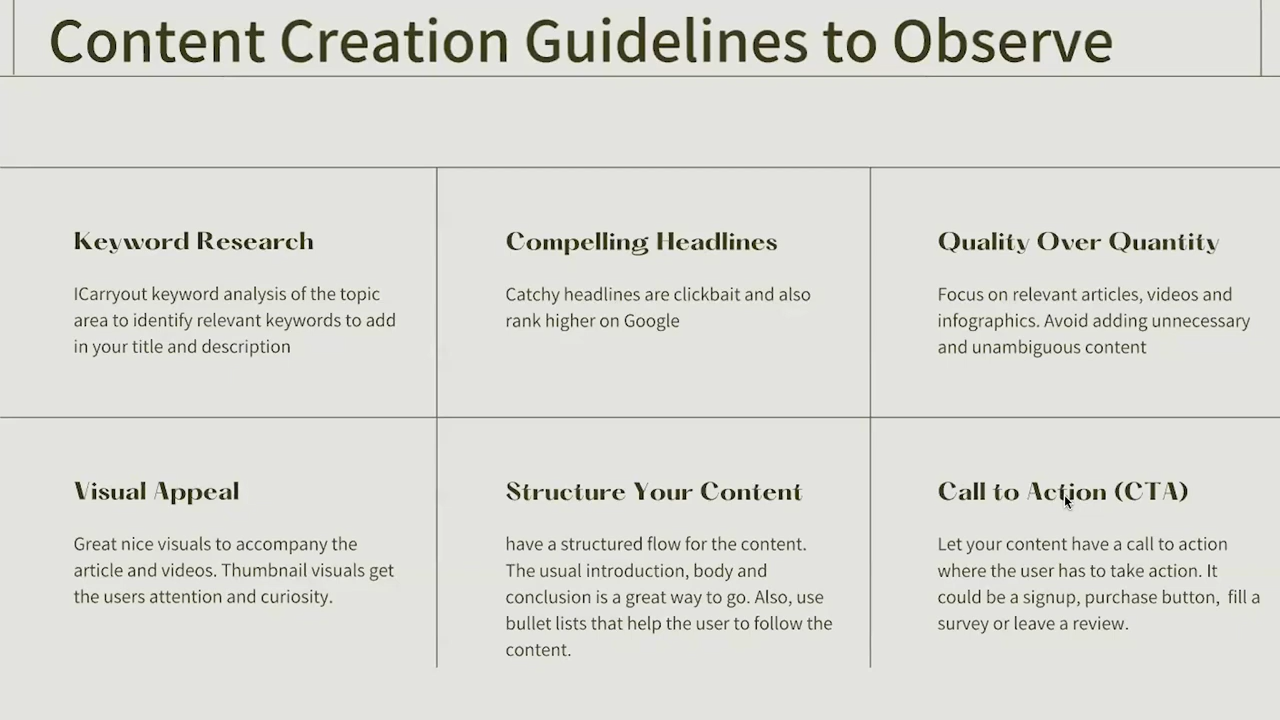 Content Creation Guidelines to Observe
Keyword Research
ICarryout keyword analysis of the topic
area to identify relevant keywords to add
in your title and description
Compelling Headlines
Catchy headlines are clickbait and also
rank higher on Google
Quality Over Quantity
Focus on relevant articles, videos and
infographics. Avoid adding unnecessary
and unambiguous content
Visual Appeal
Great nice visuals to accompany the
article and videos. Thumbnail visuals get
the users attention and curiosity.
Structure Your Content
have a structured flow for the content.
The usual introduction, body and
conclusion is a great way to go. Also, use
bullet lists that help the user to follow the
content.
Call to Action (CTA)
Let your content have a call to action
where the user has to take action. It
could be a signup, purchase button, fill a
survey or leave a review.